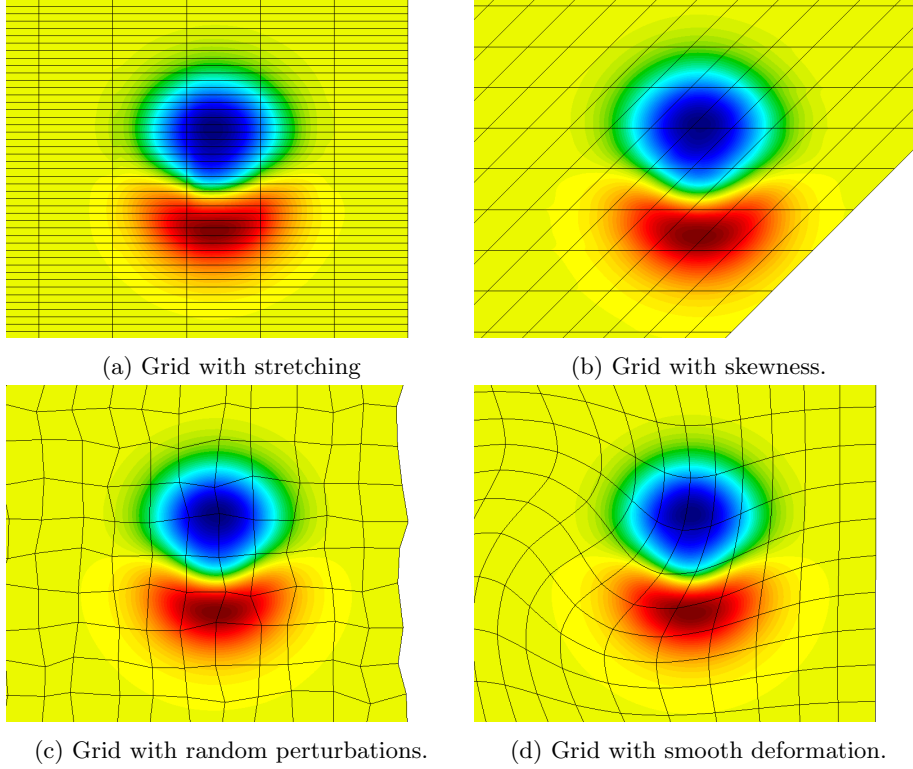 (a) Grid with stretching
(b) Grid with skewness.
(c) Grid with random perturbations.
(d) Grid with smooth deformation.